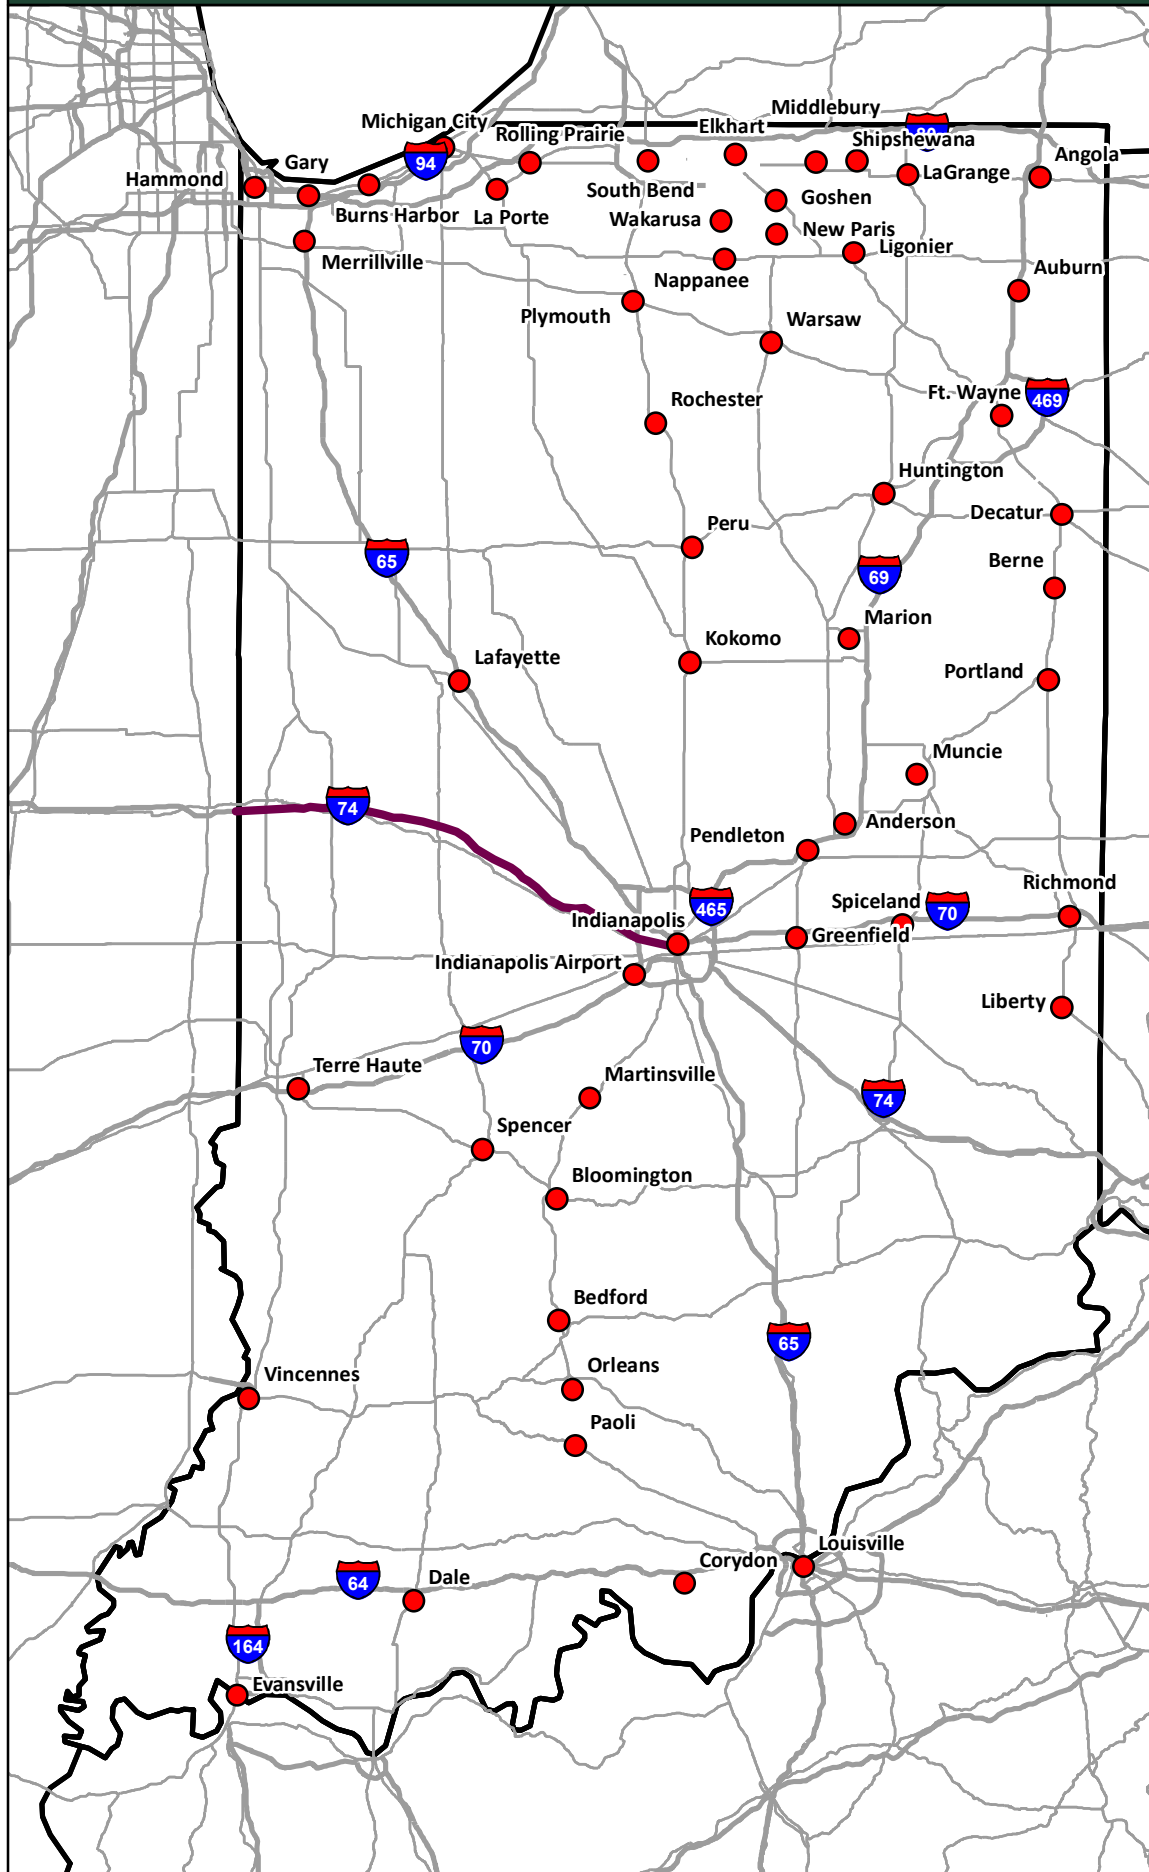 Middlebury
Michigan City
Rolling Prairie
Elkhart
80
Shipshewana
Gary
94
Angola
Hammond
LaGrange
South Bend
Goshen
Burns Harbor
La Porte
Wakarusa
New Paris
Ligonier
Merrillville
Auburn
Nappanee
Plymouth
Warsaw
Ft. Wayne
469
Rochester
Huntington
Decatur
Peru
65
Berne
69
Marion
Kokomo
Lafayette
Portland
Muncie
74
Anderson
Pendleton
Richmond
Spiceland
465
70
Indianapolis
Greenfield
Indianapolis Airport
Liberty
70
Terre Haute
Martinsville
74
Spencer
Bloomington
Bedford
65
Orleans
Vincennes
Paoli
Louisville
Corydon
64
Dale
164
Evansville